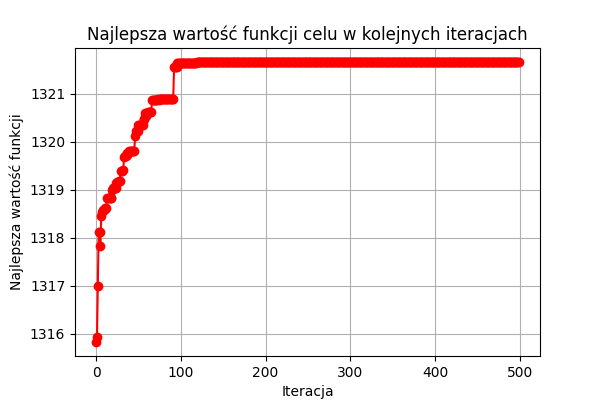 Najlepsza wartość funkcji celu w kolejnych iteracjach
Najlepsza wartość funkcji
1321
1320
1319
1318
1317
1316
0 100 200 300 400 500
Iteracja